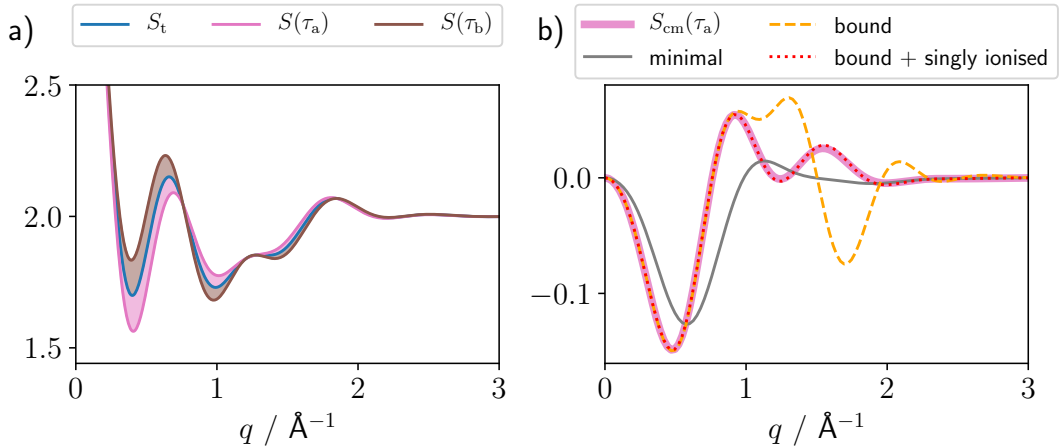 a)
S_t S(τ_a) S(τ_b)
2.5
2.0
1.5
0 1 2 3
q / Å⁻¹
b)
S_cm(τ_a) bound
minimal bound + singly ionised
0.0
−0.1
0 1 2 3
q / Å⁻¹